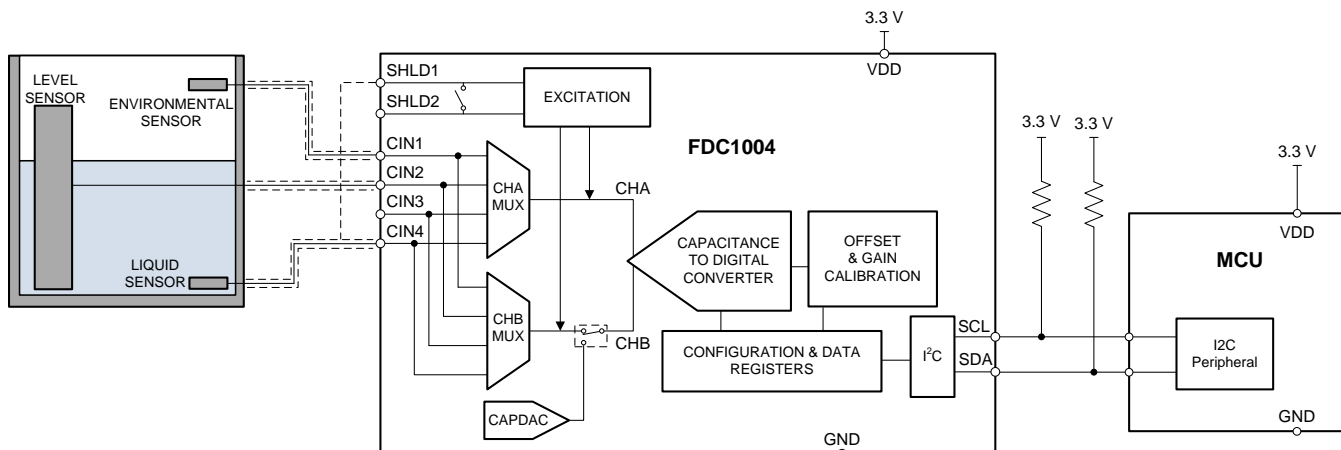 LEVEL
SENSOR
ENVIRONMENTAL
SENSOR
LIQUID
SENSOR
SHLD1
SHLD2
CIN1
CIN2
CIN3
CIN4
EXCITATION
3.3 V
VDD
FDC1004
CHA
MUX
CHA
CHB
MUX
CHB
CAPDAC
CAPACITANCE
TO DIGITAL
CONVERTER
OFFSET
& GAIN
CALIBRATION
CONFIGURATION & DATA
REGISTERS
I²C
SCL
SDA
GND
3.3 V
3.3 V
3.3 V
VDD
MCU
I2C
Peripheral
GND